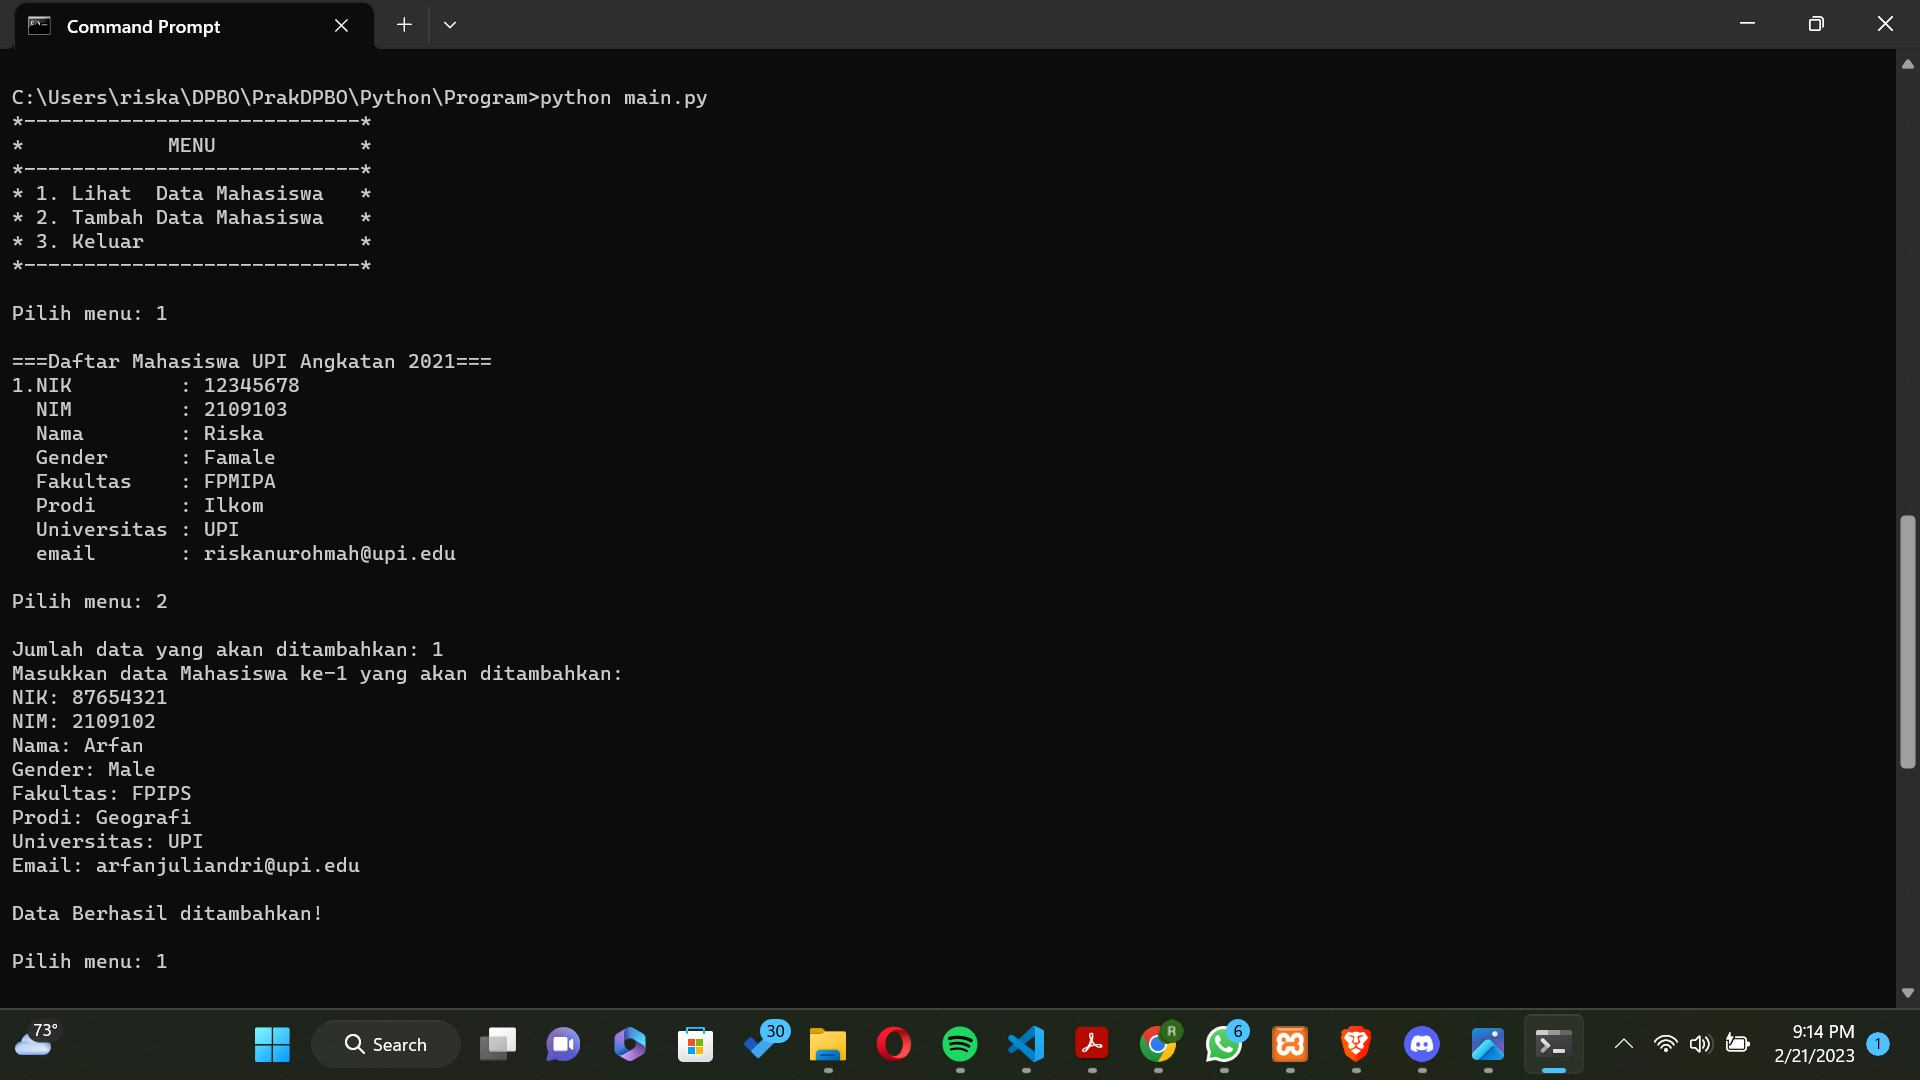 Command Prompt
C:\Users\riska\DPBO\PrakDPBO\Python\Program>python main.py
*----------------------------*
*            MENU            *
*----------------------------*
* 1. Lihat  Data Mahasiswa   *
* 2. Tambah Data Mahasiswa   *
* 3. Keluar                  *
*----------------------------*
Pilih menu: 1
===Daftar Mahasiswa UPI Angkatan 2021===
1.NIK         : 12345678
  NIM         : 2109103
  Nama        : Riska
  Gender      : Famale
  Fakultas    : FPMIPA
  Prodi       : Ilkom
  Universitas : UPI
  email       : riskanurohmah@upi.edu
Pilih menu: 2
Jumlah data yang akan ditambahkan: 1
Masukkan data Mahasiswa ke-1 yang akan ditambahkan:
NIK: 87654321
NIM: 2109102
Nama: Arfan
Gender: Male
Fakultas: FPIPS
Prodi: Geografi
Universitas: UPI
Email: arfanjuliandri@upi.edu
Data Berhasil ditambahkan!
Pilih menu: 1
73°
Search
30
R
6
9:14 PM
2/21/2023
1